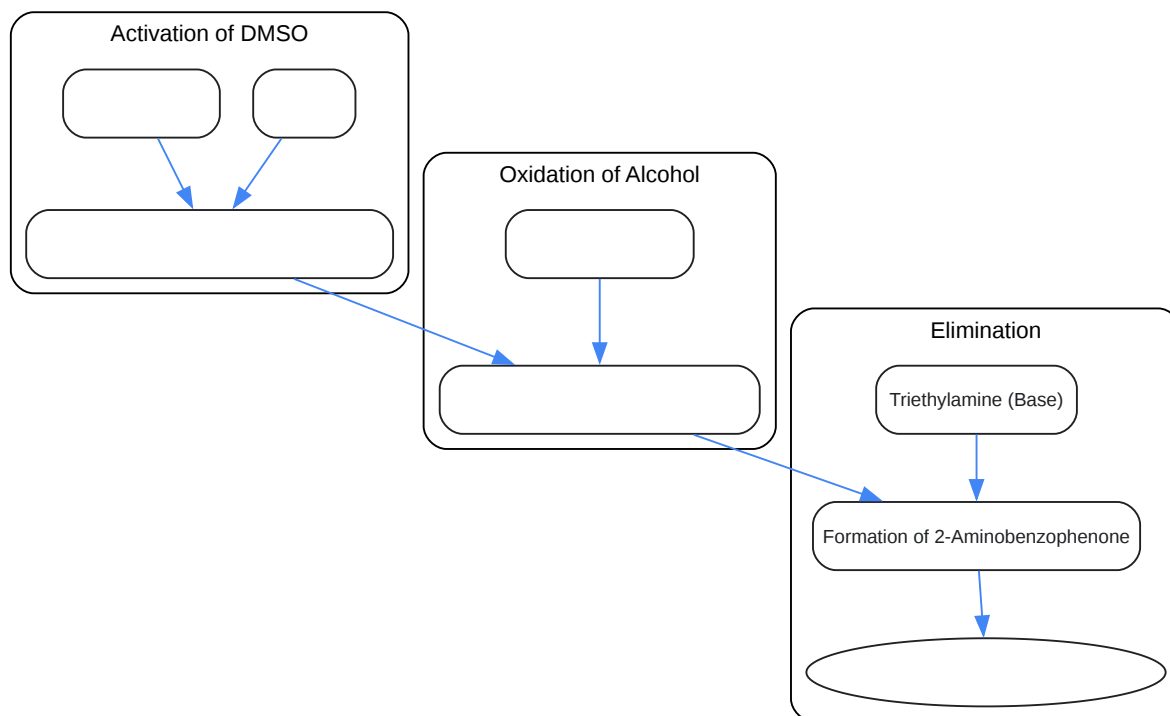 Activation of DMSO
Oxidation of Alcohol
Elimination
Triethylamine (Base)
Formation of 2-Aminobenzophenone